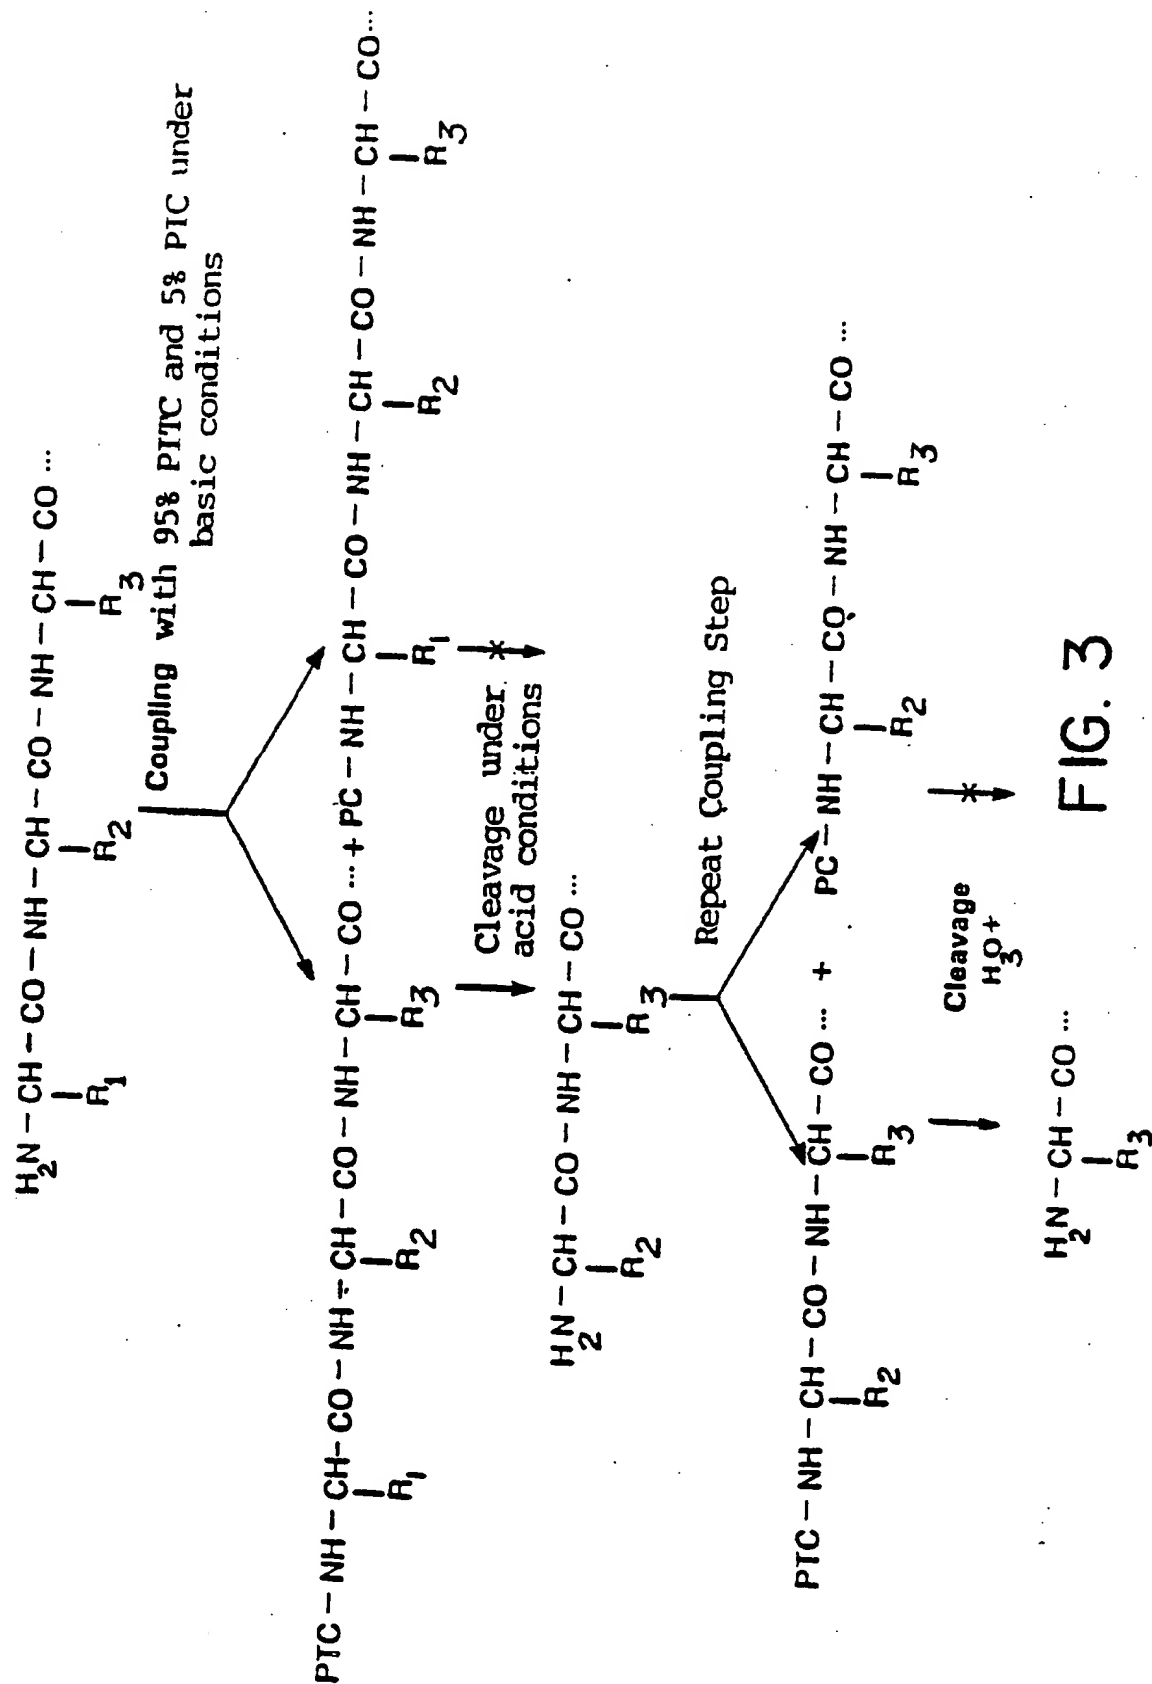 H2N – CH – CO – NH – CH – CO – NH – CH – CO ...
R1 R2 R3
Coupling with 95% PITC and 5% PIC under
basic conditions
PTC – NH – CH – CO – NH – CH – CO – NH – CH – CO ... + PC – NH – CH – CO – NH – CH – CO – NH – CH – CO ...
R1 R2 R3 R1 R2 R3
Cleavage under
acid conditions
H2N – CH – CO – NH – CH – CO ...
R2 R3
Repeat Coupling Step
PTC – NH – CH – CO – NH – CH – CO ... + PC – NH – CH – CO – NH – CH – CO ...
R2 R3 R2 R3
Cleavage
H3O+
H2N – CH – CO ...
R3
FIG. 3